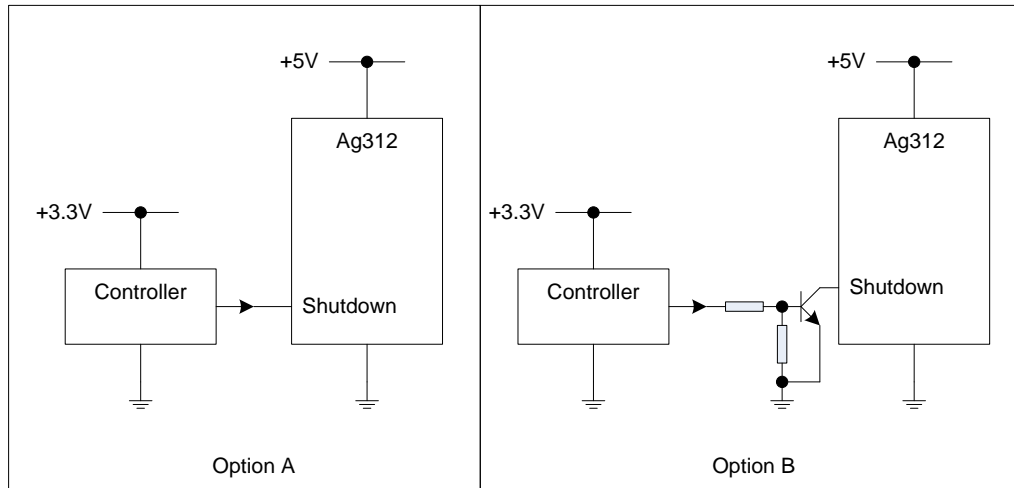 +5V
Ag312
+3.3V
Controller
Shutdown
Option A
+5V
Ag312
+3.3V
Controller
Shutdown
Option B